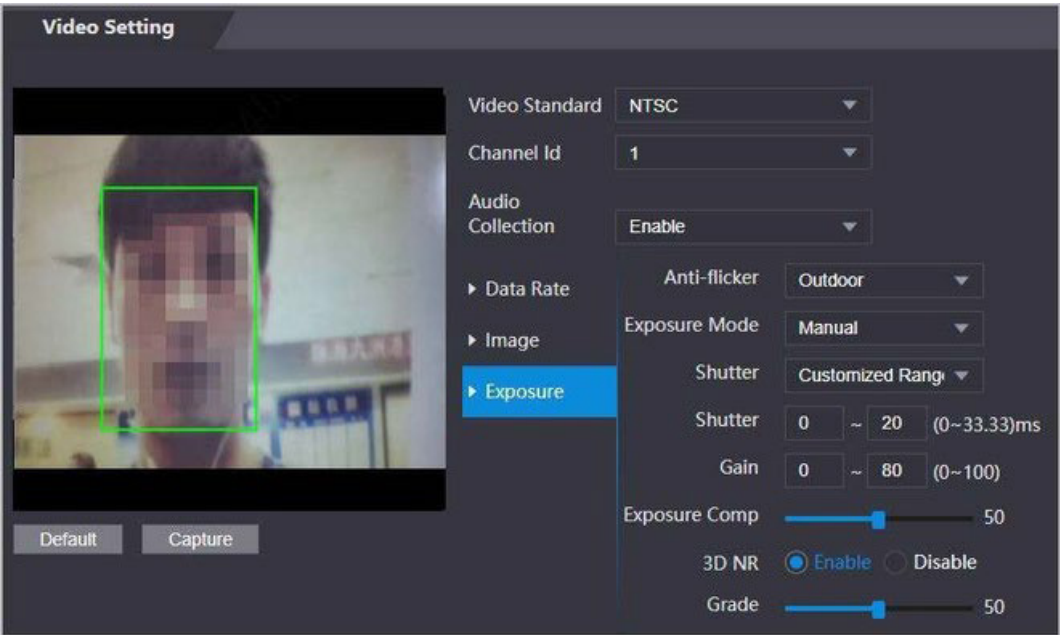 Video Setting
Video Standard NTSC
Channel Id 1
Audio
Collection Enable
Data Rate
Image
Exposure
Anti-flicker Outdoor
Exposure Mode Manual
Shutter Customized Rang
Shutter 0 ~ 20 (0~33.33)ms
Gain 0 ~ 80 (0~100)
Exposure Comp 50
3D NR Enable Disable
Grade 50
Default Capture